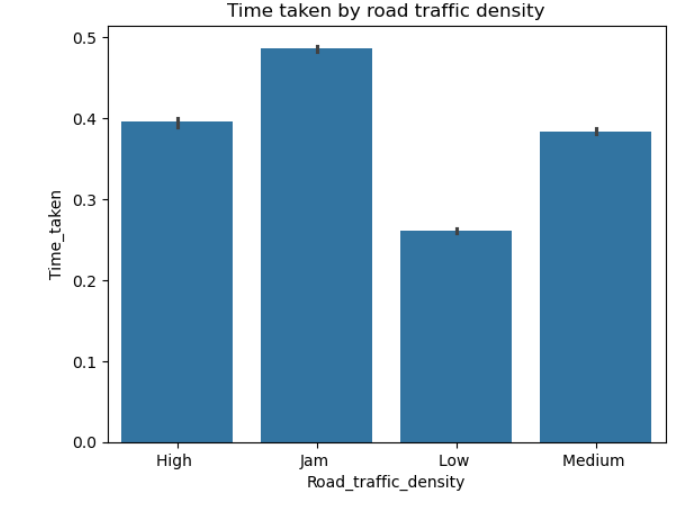 Time taken by road traffic density
0.5
0.4
0.3
0.2
0.1
0.0
Time_taken
High Jam Low Medium
Road_traffic_density